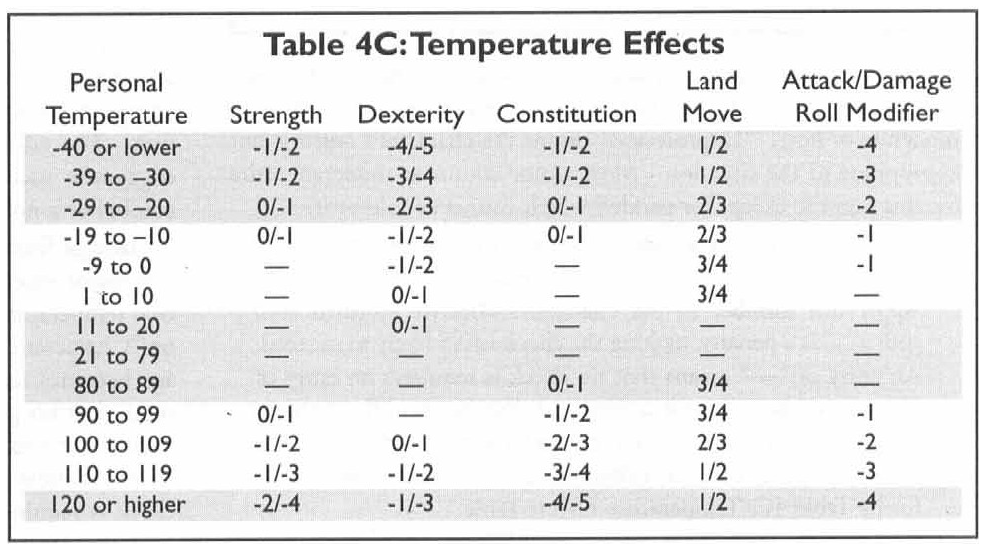 Table 4C: Temperature Effects
Personal Land Attack/Damage
Temperature Strength Dexterity Constitution Move Roll Modifier
-40 or lower -1/-2 -4/-5 -1/-2 1/2 -4
-39 to -30 -1/-2 -3/-4 -1/-2 1/2 -3
-29 to -20 0/-1 -2/-3 0/-1 2/3 -2
-19 to -10 0/-1 -1/-2 0/-1 2/3 -1
-9 to 0 — -1/-2 — 3/4 -1
1 to 10 — 0/-1 — 3/4 —
11 to 20 — 0/-1 — — —
21 to 79 — — — — —
80 to 89 — — 0/-1 3/4 —
90 to 99 0/-1 — -1/-2 3/4 -1
100 to 109 -1/-2 0/-1 -2/-3 2/3 -2
110 to 119 -1/-3 -1/-2 -3/-4 1/2 -3
120 or higher -2/-4 -1/-3 -4/-5 1/2 -4